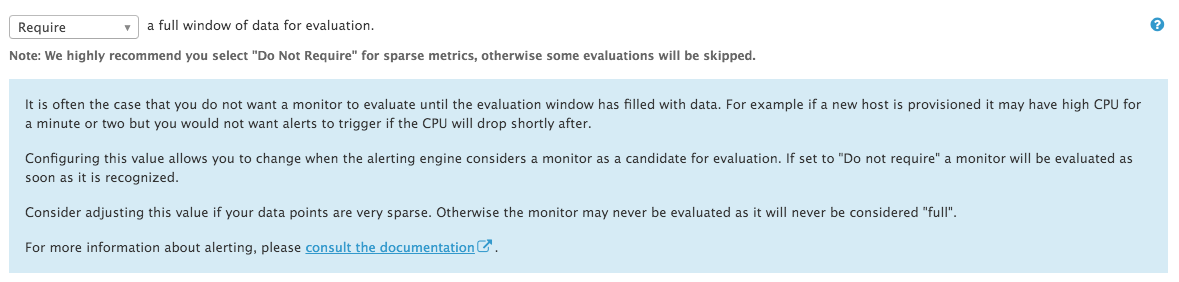 Require a full window of data for evaluation.
Note: We highly recommend you select "Do Not Require" for sparse metrics, otherwise some evaluations will be skipped.
It is often the case that you do not want a monitor to evaluate until the evaluation window has filled with data. For example if a new host is provisioned it may have high CPU for
a minute or two but you would not want alerts to trigger if the CPU will drop shortly after.
Configuring this value allows you to change when the alerting engine considers a monitor as a candidate for evaluation. If set to "Do not require" a monitor will be evaluated as
soon as it is recognized.
Consider adjusting this value if your data points are very sparse. Otherwise the monitor may never be evaluated as it will never be considered "full".
For more information about alerting, please consult the documentation.